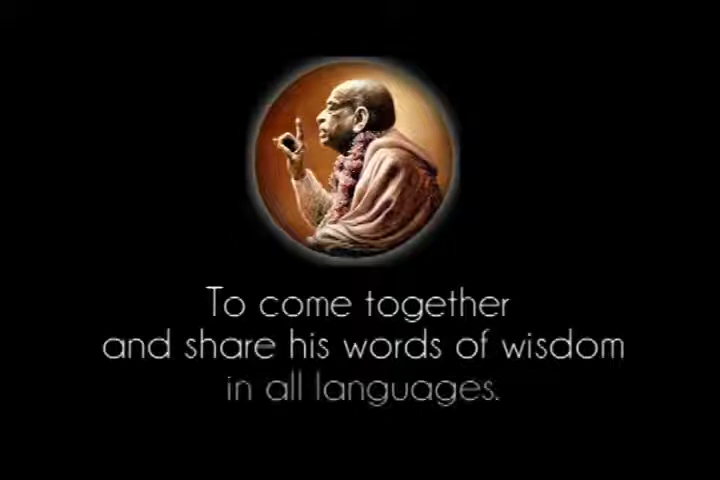 To come together
and share his words of wisdom
in all languages.